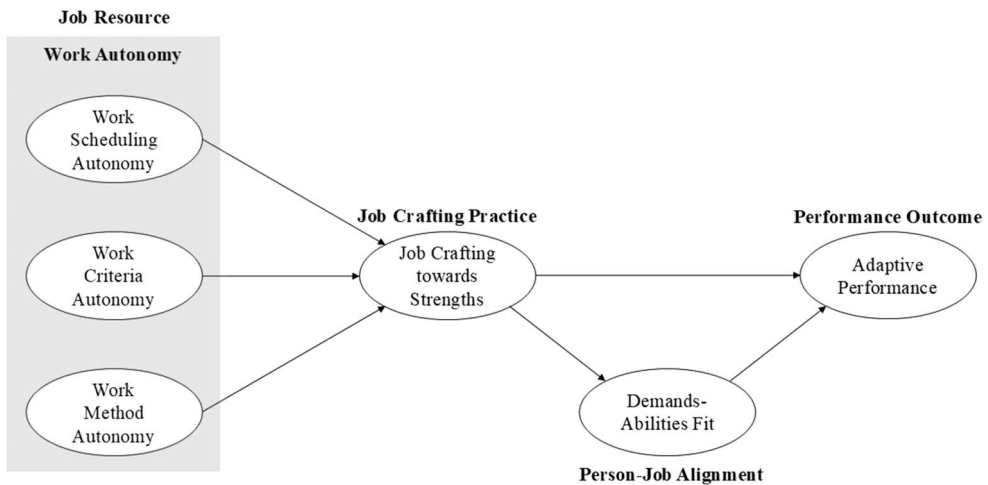 Job Resource
Work Autonomy
Work
Scheduling
Autonomy
Work
Criteria
Autonomy
Work
Method
Autonomy
Job Crafting Practice
Job Crafting
towards
Strengths
Performance Outcome
Adaptive
Performance
Demands-
Abilities Fit
Person-Job Alignment